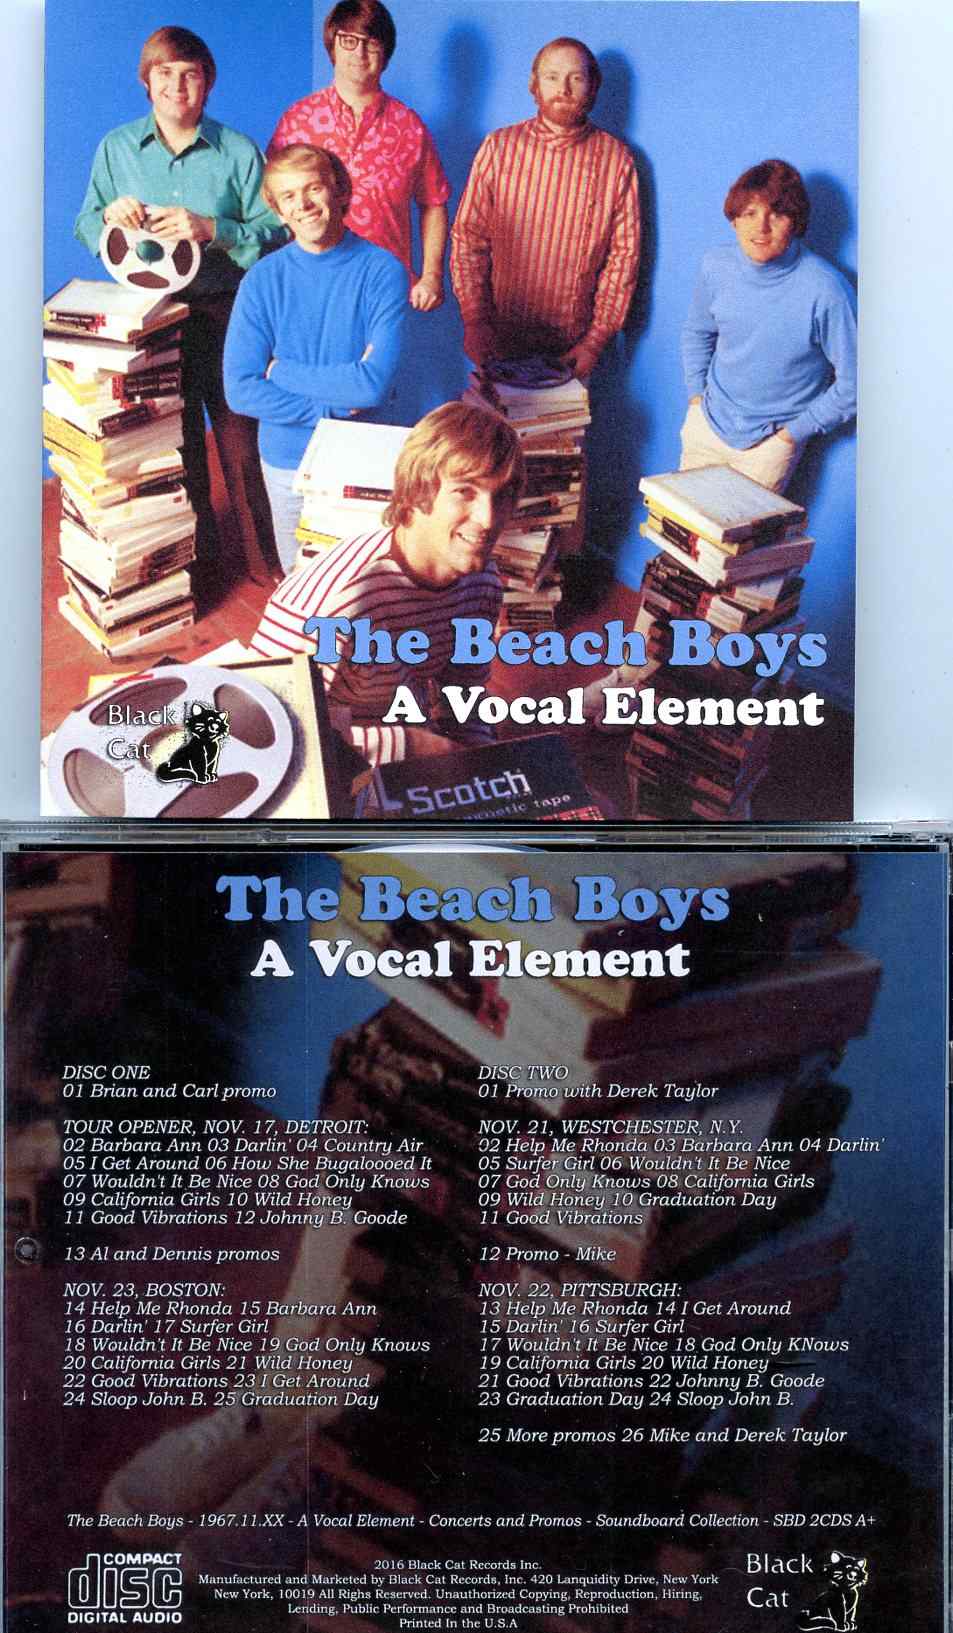 The Beach Boys
A Vocal Element
Black
Cat
Scotch
magnetic tape
The Beach Boys
A Vocal Element
DISC ONE
01 Brian and Carl promo
TOUR OPENER, NOV. 17, DETROIT:
02 Barbara Ann 03 Darlin' 04 Country Air
05 I Get Around 06 How She Bugaloooed It
07 Wouldn't It Be Nice 08 God Only Knows
09 California Girls 10 Wild Honey
11 Good Vibrations 12 Johnny B. Goode
13 Al and Dennis promos
NOV. 23, BOSTON:
14 Help Me Rhonda 15 Barbara Ann
16 Darlin' 17 Surfer Girl
18 Wouldn't It Be Nice 19 God Only Knows
20 California Girls 21 Wild Honey
22 Good Vibrations 23 I Get Around
24 Sloop John B. 25 Graduation Day
DISC TWO
01 Promo with Derek Taylor
NOV. 21, WESTCHESTER, N.Y.
02 Help Me Rhonda 03 Barbara Ann 04 Darlin'
05 Surfer Girl 06 Wouldn't It Be Nice
07 God Only Knows 08 California Girls
09 Wild Honey 10 Graduation Day
11 Good Vibrations
12 Promo - Mike
NOV. 22, PITTSBURGH:
13 Help Me Rhonda 14 I Get Around
15 Darlin' 16 Surfer Girl
17 Wouldn't It Be Nice 18 God Only KNows
19 California Girls 20 Wild Honey
21 Good Vibrations 22 Johnny B. Goode
23 Graduation Day 24 Sloop John B.
25 More promos 26 Mike and Derek Taylor
The Beach Boys - 1967.11.XX - A Vocal Element - Concerts and Promos - Soundboard Collection - SBD 2CDS A+
COMPACT
disc
DIGITAL AUDIO
2016 Black Cat Records Inc.
Manufactured and Marketed by Black Cat Records, Inc. 420 Lanquidity Drive, New York
New York, 10019 All Righs Reserved. Unauthorized Copying, Reproduction, Hiring,
Lending, Public Performance and Broadcasting Prohibited
Printed In the U.S.A
Black
Cat